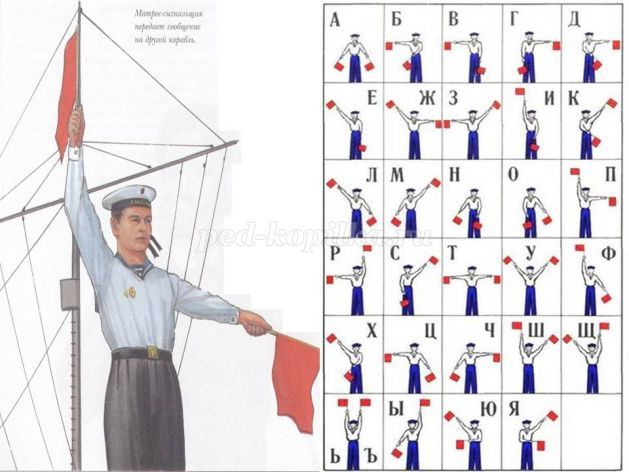 Матрос-сигнальщик
передает сообщение
на другой корабль.
ped-kopilka.ru
А Б В Г Д
Е Ж З И К
Л М Н О П
Р С Т У Ф
Х Ц Ч Ш Щ
Ь Ъ Ы Ю Я